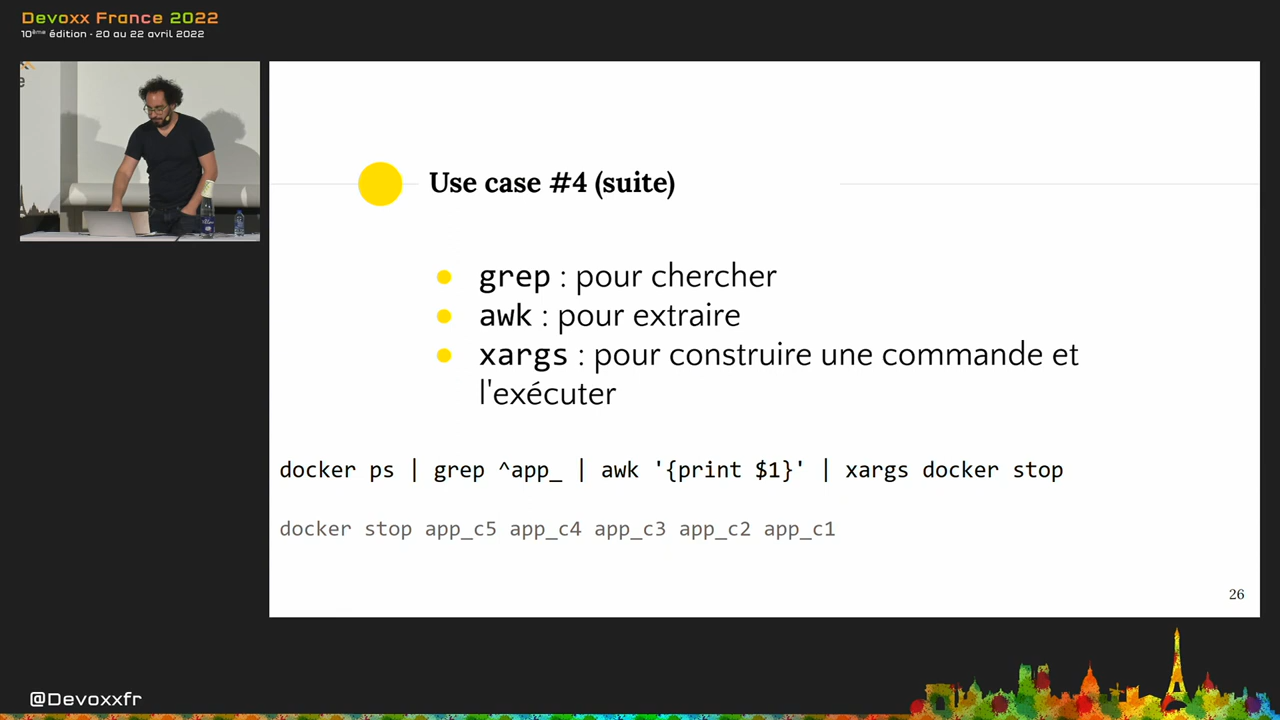 Devoxx France 2022
10ème édition - 20 au 22 avril 2022
Use case #4 (suite)
grep : pour chercher
awk : pour extraire
xargs : pour construire une commande et
l'exécuter
docker ps | grep ^app_ | awk '{print $1}' | xargs docker stop
docker stop app_c5 app_c4 app_c3 app_c2 app_c1
26
@Devoxxfr